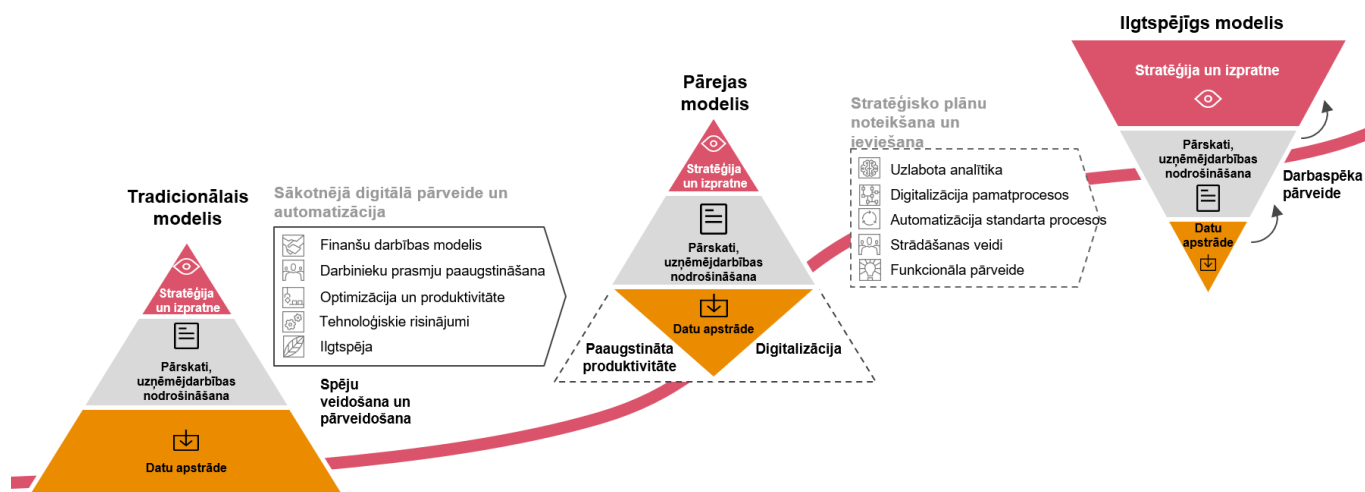 Tradicionālais
modelis
Stratēģija
un izpratne
Pārskati,
uzņēmējdarbības
nodrošināšana
Datu apstrāde
Sākotnējā digitālā pārveide un
automatizācija
Finanšu darbības modelis
Darbinieku prasmju paaugstināšana
Optimizācija un produktivitāte
Tehnoloģiskie risinājumi
Ilgtspēja
Spēju
veidošana un
pārveidošana
Pārejas
modelis
Stratēģija
un izpratne
Pārskati,
uzņēmējdarbības
nodrošināšana
Datu apstrāde
Paaugstināta
produktivitāte
Digitalizācija
Stratēģisko plānu
noteikšana un
ieviešana
Uzlabota analītika
Digitalizācija pamatprocesos
Automatizācija standarta procesos
Strādāšanas veidi
Funkcionāla pārveide
Ilgtspējīgs modelis
Stratēģija un izpratne
Pārskati,
uzņēmējdarbības
nodrošināšana
Datu
apstrāde
Darbaspēka
pārveide